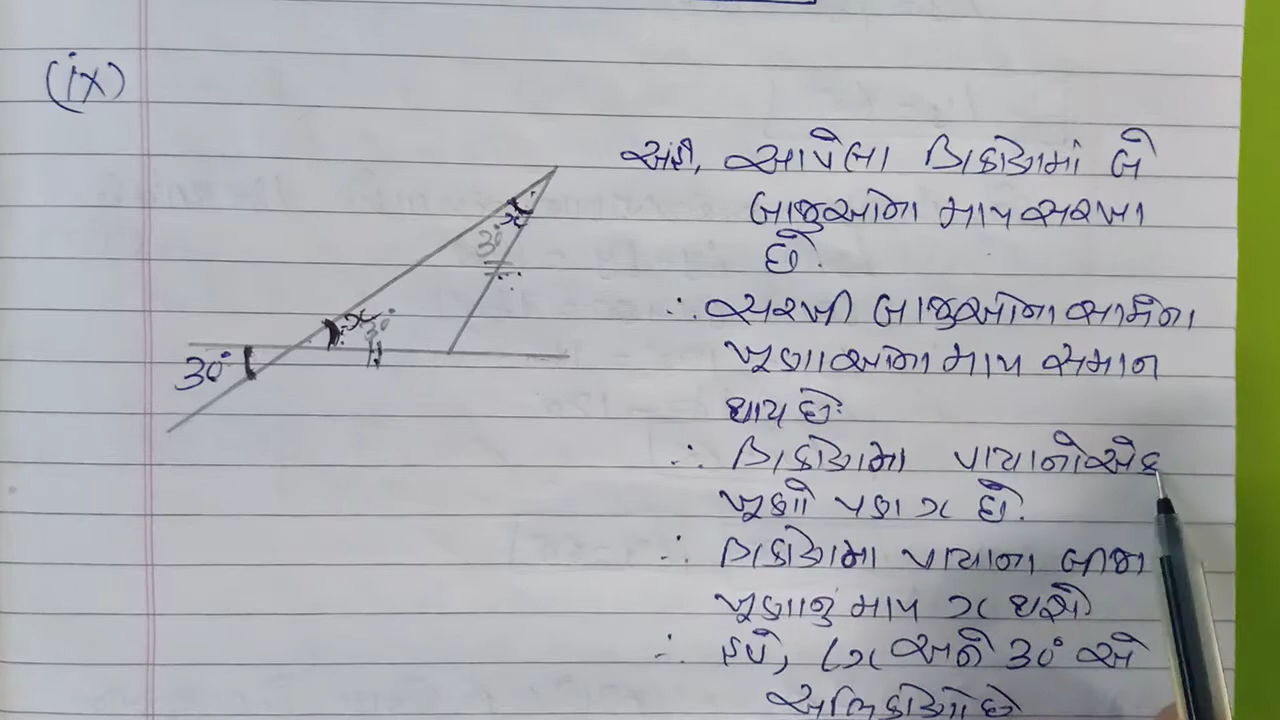 (ix)
અહીં, આપેલા ત્રિકોણમાં બે
બાજુઓના માપ સરખા
છે.
∴ સરખી બાજુઓના સામેના
ખૂણાઓના માપ સમાન
થાય છે.
∴ ત્રિકોણના પાયાનો એક
ખૂણો પણ x છે.
∴ ત્રિકોણના પાયાના બીજા
ખૂણાનું માપ x થશે
∴ હવે, ∠x અને 30° એ
અભિકોણો છે
x
30°
x
30°
30°